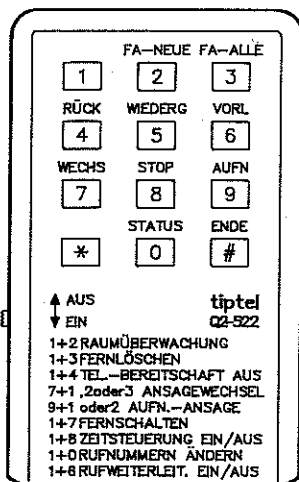 FA-NEUE FA-ALLE
1 2 3
RÜCK WIEDERG VORL
4 5 6
WECHS STOP AUFN
7 8 9
STATUS ENDE
* 0 #
AUS tiptel
EIN Q2-522
1+2 RAUMÜBERWACHUNG
1+3 FERNLÖSCHEN
1+4 TEL.-BEREITSCHAFT AUS
7+1 ,2oder3 ANSAGEWECHSEL
9+1 oder2 AUFN.-ANSAGE
1+7 FERNSCHALTEN
1+8 ZEITSTEUERUNG EIN/AUS
1+0 RUFNUMMERN ÄNDERN
1+6 RUFWEITERLEIT. EIN/AUS